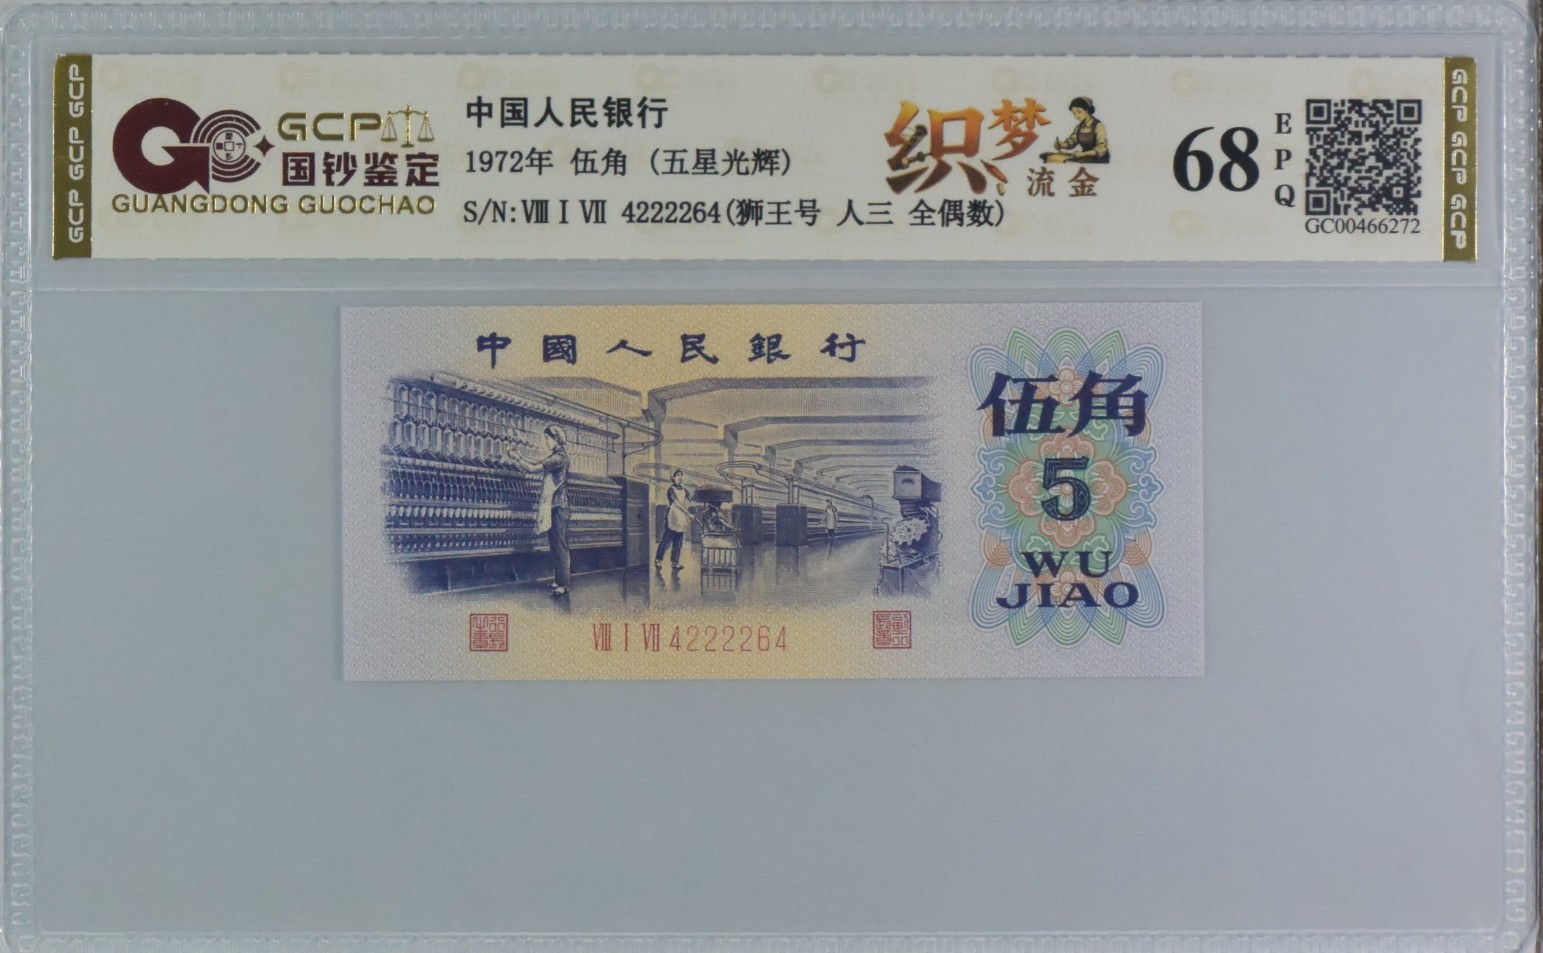 GCP GCP GCP
GCP
国钞鉴定
GUANGDONG GUOCHAO
中国人民银行
1972年 伍角 (五星光辉)
S/N:Ⅷ Ⅰ Ⅶ 4222264(狮王号 人三 全偶数)
织梦
流金
68
EPQ
GC00466272
GCP GCP GCP
中國人民銀行
伍角
5
WU
JIAO
Ⅷ Ⅰ Ⅶ 4222264